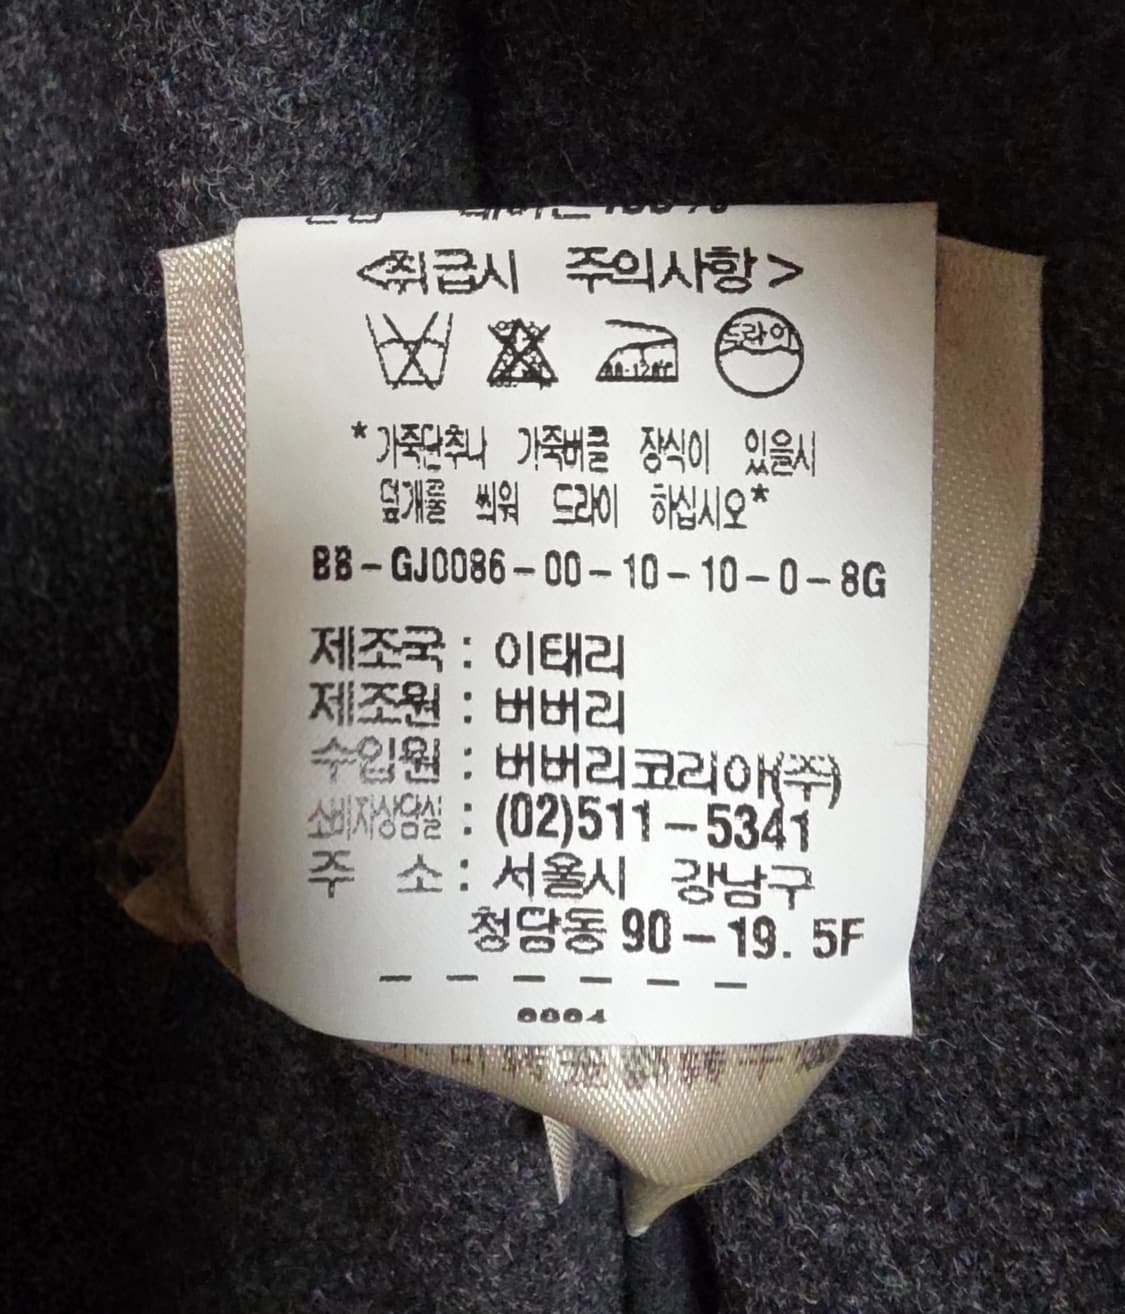 <취급시 주의사항>
드라이
*가죽단추나 가죽버클 장식이 있을시
덮개를 씌워 드라이 하십시오*
BB-GJ0086-00-10-10-0-8G
제조국 : 이태리
제조원 : 버버리
수입원 : 버버리코리아(주)
소비자상담실 : (02)511-5341
주 소 : 서울시 강남구
청담동 90-19. 5F